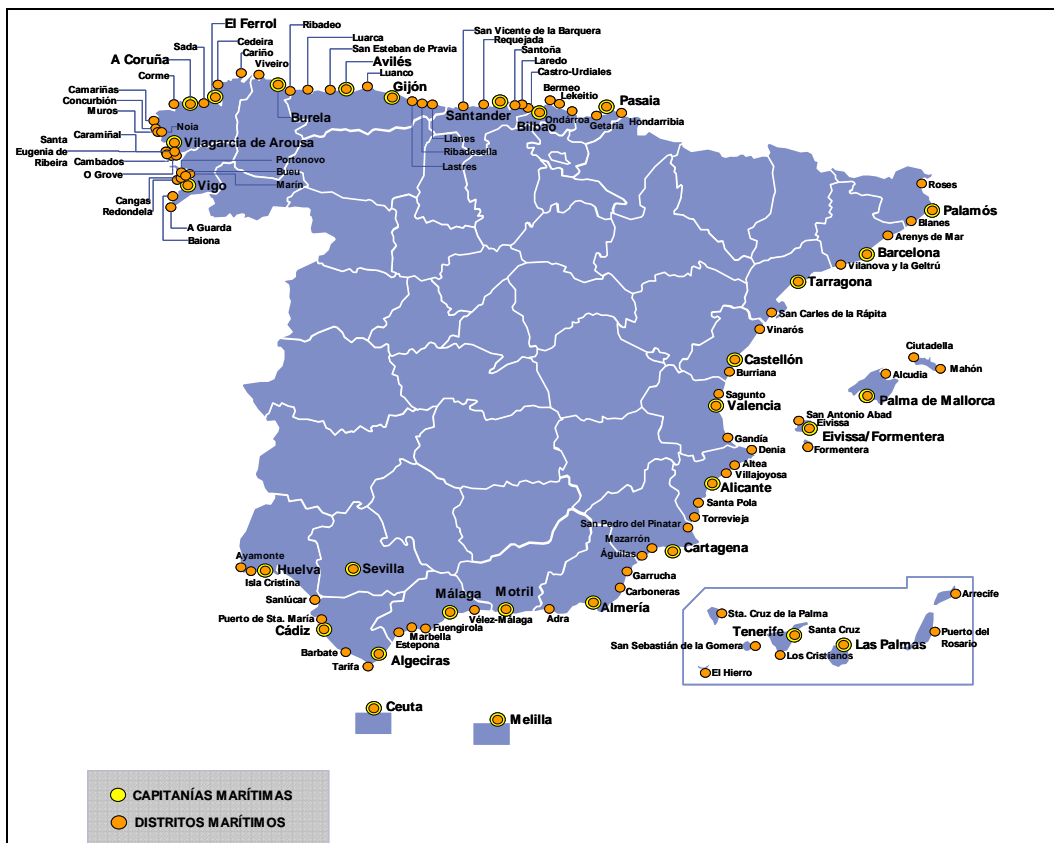 El Ferrol
Ribadeo
San Vicente de la Barquera
Cedeira
Luarca
Requejada
Sada
Cariño
San Esteban de Pravia
Santoña
A Coruña
Viveiro
Avilés
Laredo
Corme
Luanco
Castro-Urdiales
Gijón
Bermeo
Camariñas
Lekeitio
Concurbión
Pasaia
Muros
Noia
Burela
Santander
Bilbao
Ondárroa
Getaria
Hondarribia
Caramiñal
Llanes
Santa
Eugenia de
Ribeira
Vilagarcía de Arousa
Ribadesella
Cambados
Portonovo
Lastres
O Grove
Bueu
Marín
Vigo
Cangas
Redondela
A Guarda
Baiona
Roses
Palamós
Blanes
Arenys de Mar
Barcelona
Vilanova y la Geltrú
Tarragona
San Carles de la Rápita
Vinarós
Castellón
Burriana
Ciutadella
Mahón
Alcudia
Sagunto
Valencia
Palma de Mallorca
San Antonio Abad
Eivissa
Eivissa/Formentera
Formentera
Gandía
Denia
Altea
Villajoyosa
Alicante
Santa Pola
Torrevieja
San Pedro del Pinatar
Mazarrón
Cartagena
Águilas
Garrucha
Carboneras
Ayamonte
Huelva
Isla Cristina
Sevilla
Sanlúcar
Málaga
Motril
Almería
Puerto de Sta. María
Cádiz
Vélez-Málaga
Adra
Fuengirola
Marbella
Estepona
Barbate
Algeciras
Tarifa
Arrecife
Sta. Cruz de la Palma
Tenerife
Santa Cruz
Puerto del
Rosario
San Sebastián de la Gomera
Las Palmas
Los Cristianos
El Hierro
Ceuta
Melilla
CAPITANÍAS MARÍTIMAS
DISTRITOS MARÍTIMOS